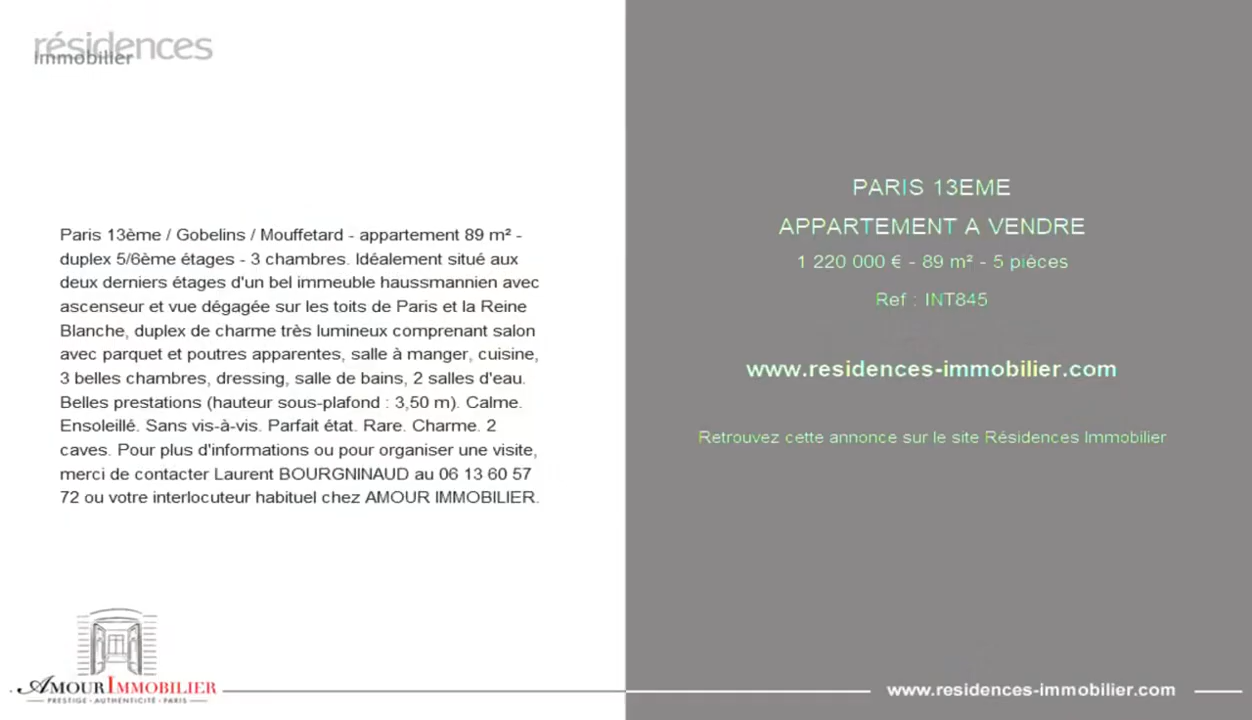 résidences
Immobilier
Paris 13ème / Gobelins / Mouffetard - appartement 89 m² -
duplex 5/6ème étages - 3 chambres. Idéalement situé aux
deux derniers étages d'un bel immeuble haussmannien avec
ascenseur et vue dégagée sur les toits de Paris et la Reine
Blanche, duplex de charme très lumineux comprenant salon
avec parquet et poutres apparentes, salle à manger, cuisine,
3 belles chambres, dressing, salle de bains, 2 salles d'eau.
Belles prestations (hauteur sous-plafond : 3,50 m). Calme.
Ensoleillé. Sans vis-à-vis. Parfait état. Rare. Charme. 2
caves. Pour plus d'informations ou pour organiser une visite,
merci de contacter Laurent BOURGNINAUD au 06 13 60 57
72 ou votre interlocuteur habituel chez AMOUR IMMOBILIER.
AMOUR IMMOBILIER
PRESTIGE - AUTHENTICITÉ - PARIS
PARIS 13EME
APPARTEMENT A VENDRE
1 220 000 € - 89 m² - 5 pièces
Ref : INT845
www.residences-immobilier.com
Retrouvez cette annonce sur le site Résidences Immobilier
www.residences-immobilier.com